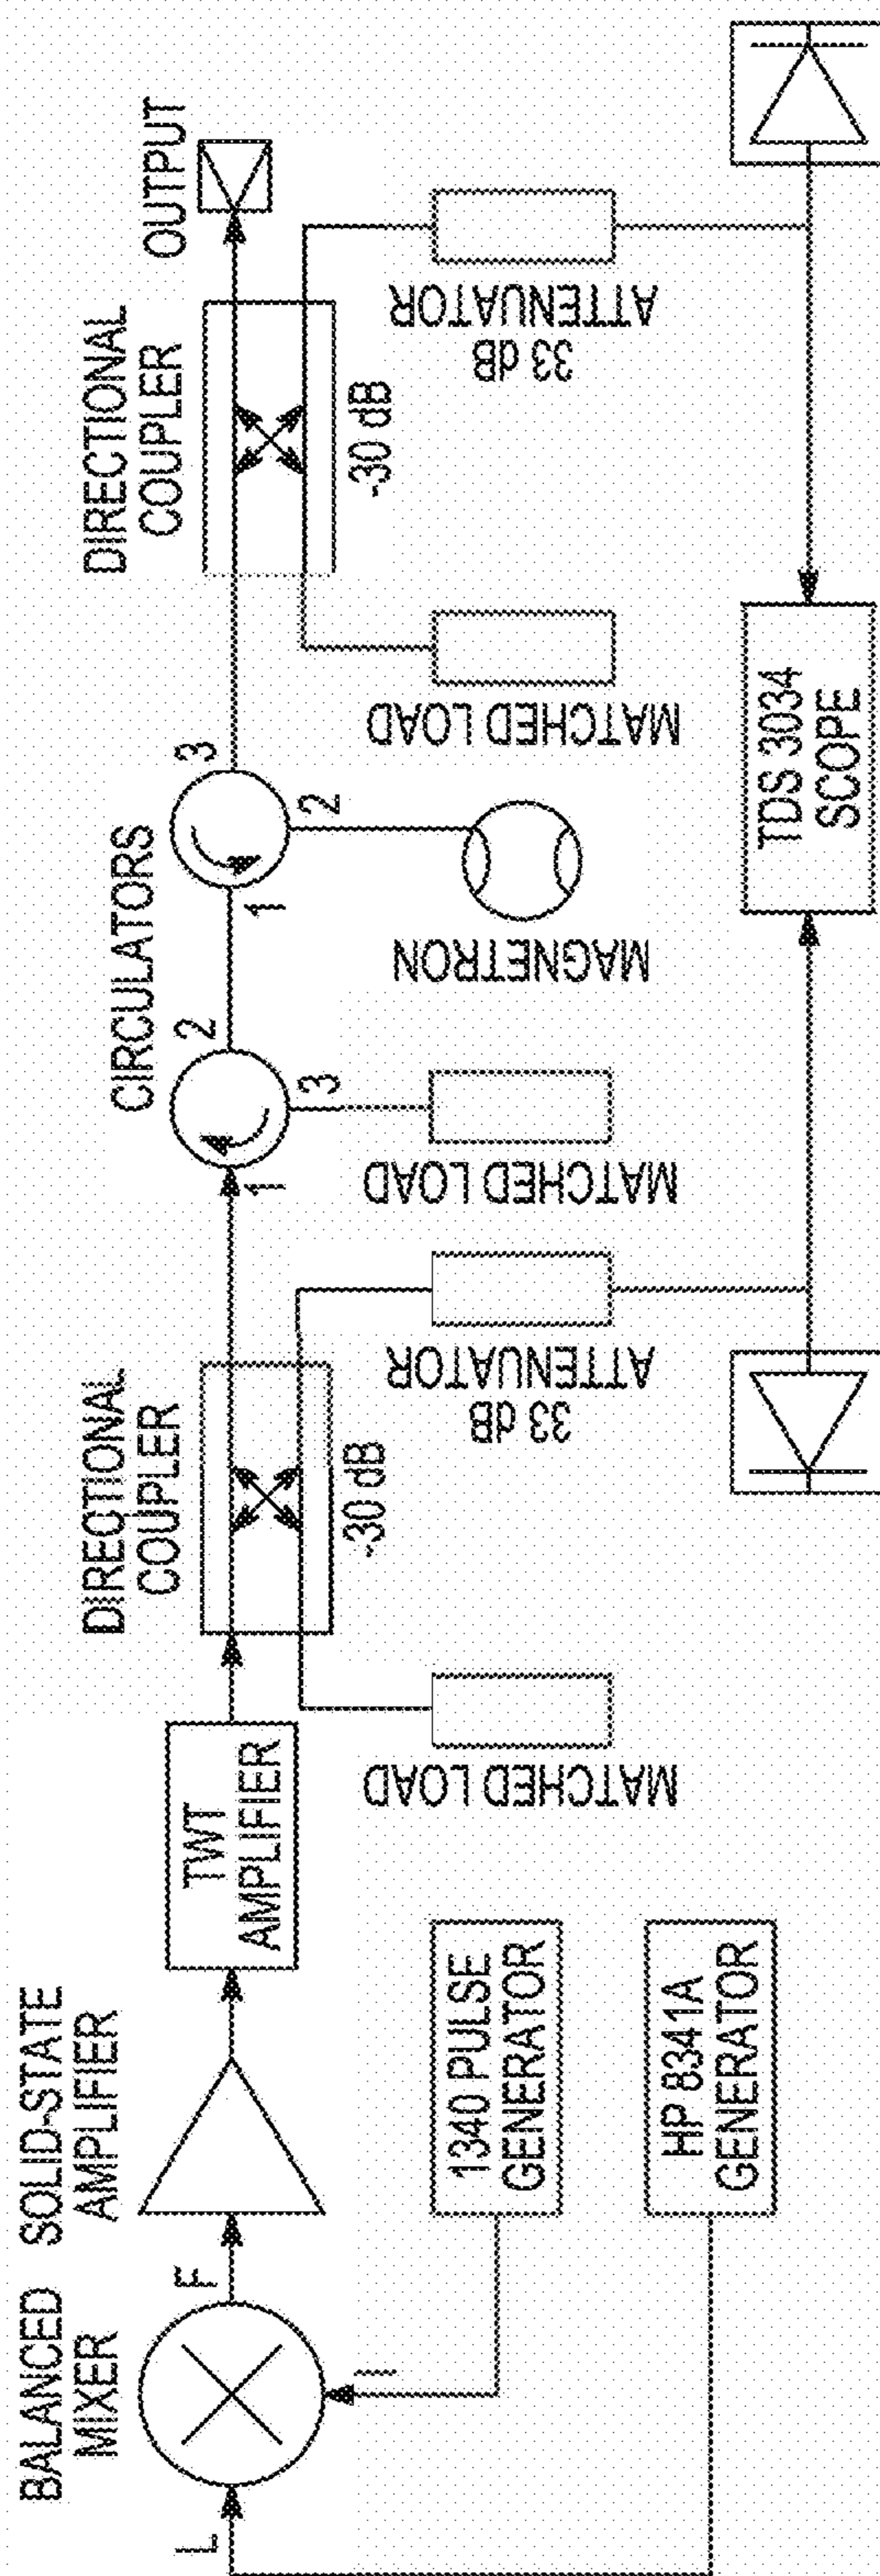 BALANCED
MIXER
L
F
I
SOLID-STATE
AMPLIFIER
TWT
AMPLIFIER
1340 PULSE
GENERATOR
HP 8341A
GENERATOR
DIRECTIONAL
COUPLER
-30 dB
MATCHED LOAD
33 dB
ATTENUATOR
CIRCULATORS
1
2
3
MATCHED LOAD
1
2
3
MAGNETRON
DIRECTIONAL
COUPLER
-30 dB
MATCHED LOAD
33 dB
ATTENUATOR
OUTPUT
TDS 3034
SCOPE